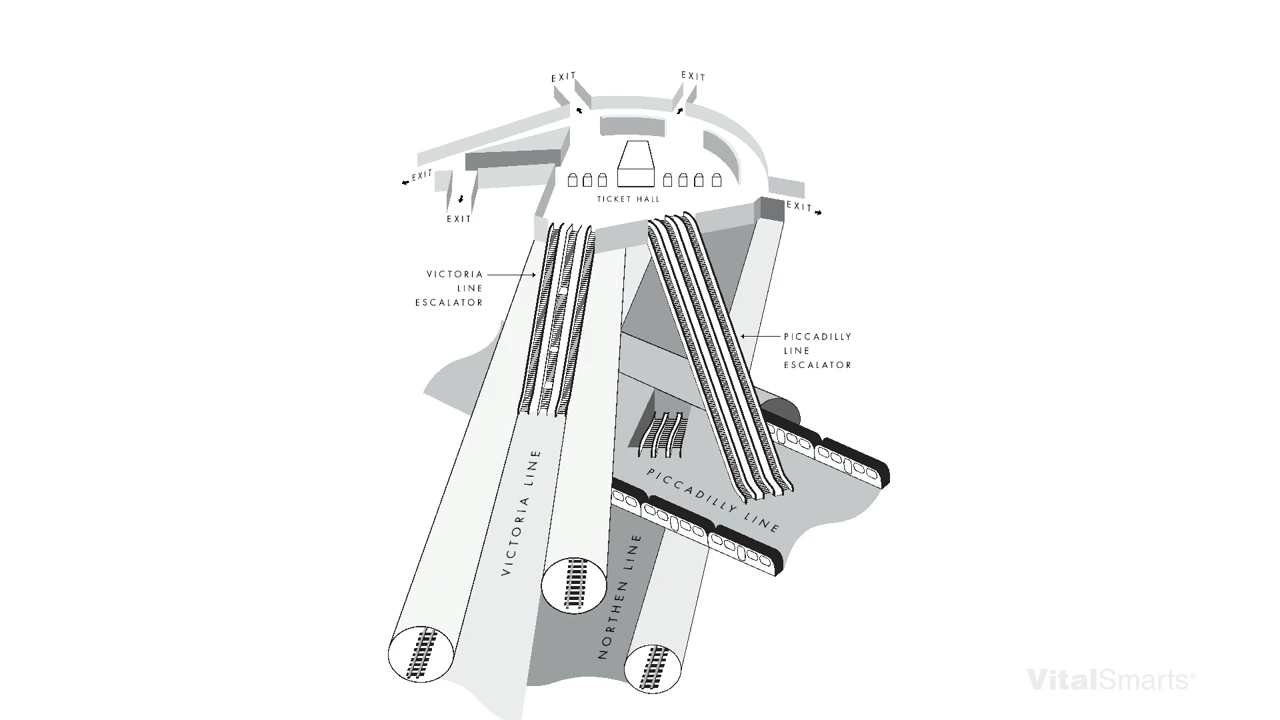 EXIT
EXIT
EXIT
EXIT
EXIT
TICKET HALL
VICTORIA
LINE
ESCALATOR
PICCADILLY
LINE
ESCALATOR
PICCADILLY LINE
VICTORIA LINE
NORTHEN LINE
VitalSmarts®